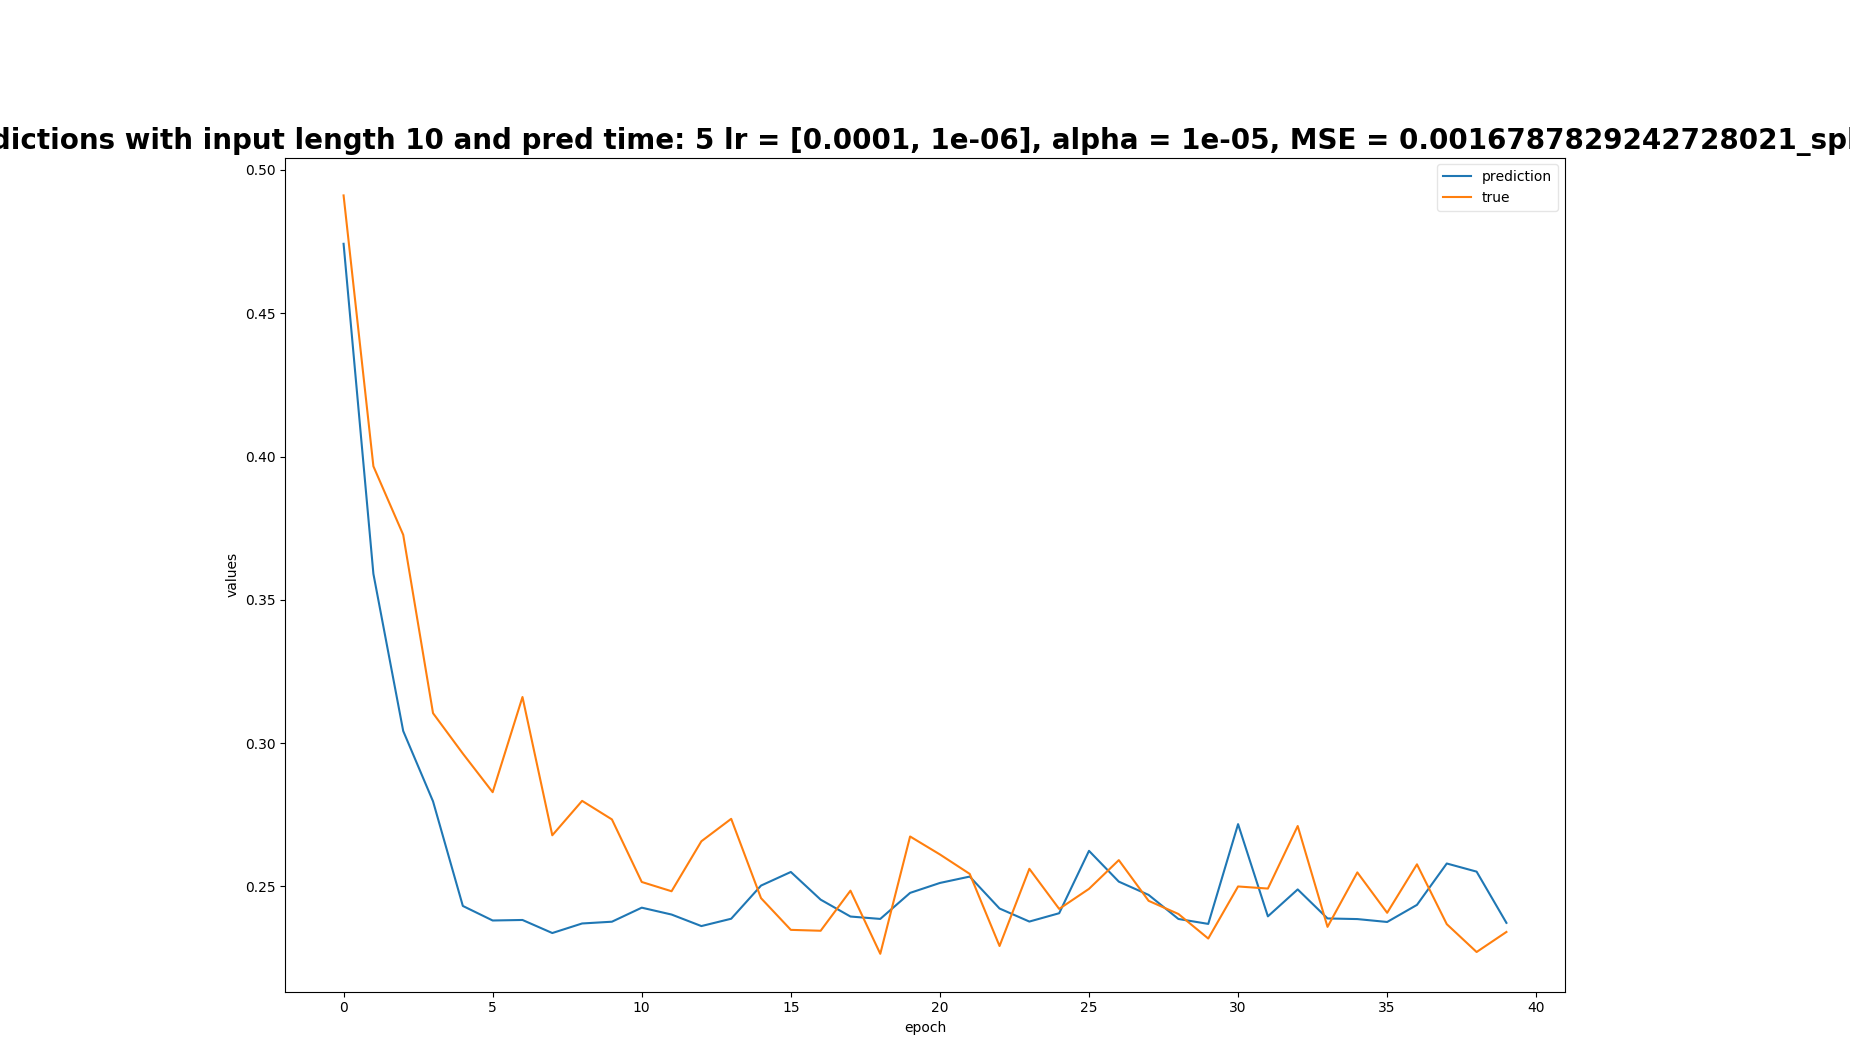 dictions with input length 10 and pred time: 5 lr = [0.0001, 1e-06], alpha = 1e-05, MSE = 0.0016787829242728021_spl
prediction
true
0.50
0.45
0.40
0.35
0.30
0.25
values
0 5 10 15 20 25 30 35 40
epoch